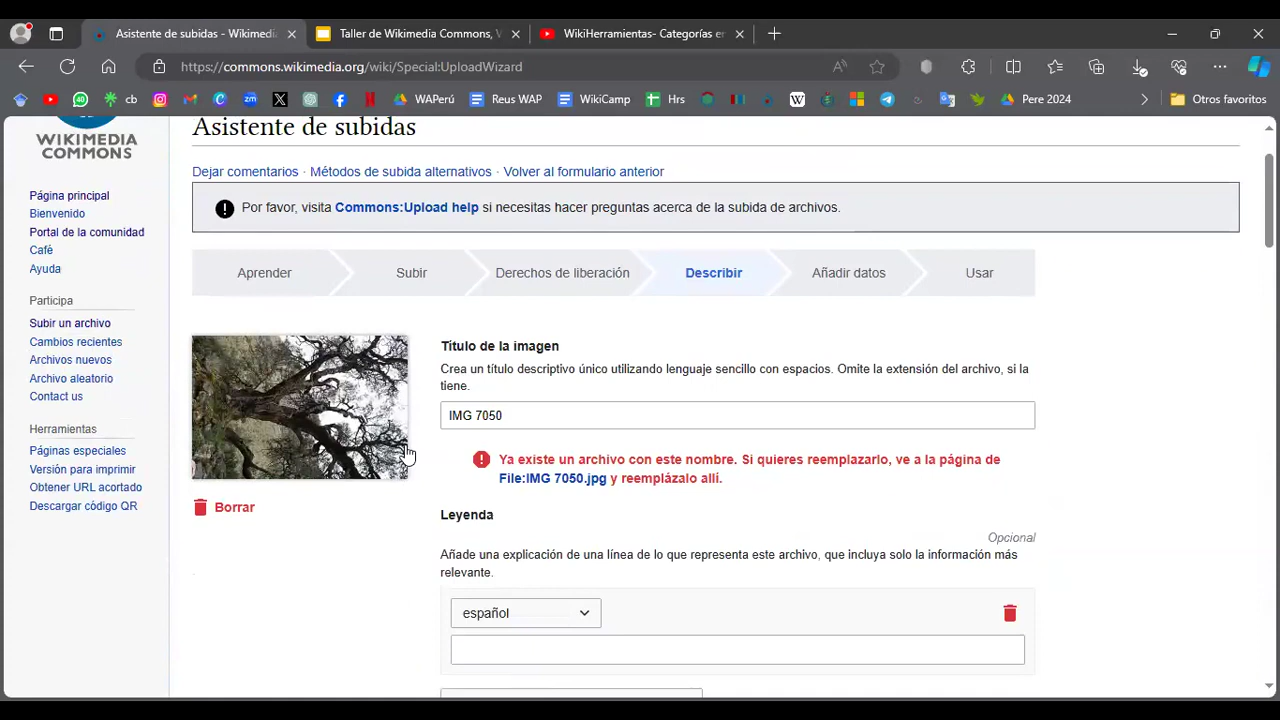 Asistente de subidas - Wikimedi
Taller de Wikimedia Commons, V
WikiHerramientas- Categorías en
https://commons.wikimedia.org/wiki/Special:UploadWizard
cb
WAPerú
Reus WAP
WikiCamp
Hrs
Pere 2024
Otros favoritos
WIKIMEDIA
COMMONS
Página principal
Bienvenido
Portal de la comunidad
Café
Ayuda
Participa
Subir un archivo
Cambios recientes
Archivos nuevos
Archivo aleatorio
Contact us
Herramientas
Páginas especiales
Versión para imprimir
Obtener URL acortado
Descargar código QR
Asistente de subidas
Dejar comentarios · Métodos de subida alternativos · Volver al formulario anterior
Por favor, visita Commons:Upload help si necesitas hacer preguntas acerca de la subida de archivos.
Aprender
Subir
Derechos de liberación
Describir
Añadir datos
Usar
Borrar
Título de la imagen
Crea un título descriptivo único utilizando lenguaje sencillo con espacios. Omite la extensión del archivo, si la
tiene.
IMG 7050
Ya existe un archivo con este nombre. Si quieres reemplazarlo, ve a la página de
File:IMG 7050.jpg y reemplázalo allí.
Leyenda
Opcional
Añade una explicación de una línea de lo que representa este archivo, que incluya solo la información más
relevante.
español